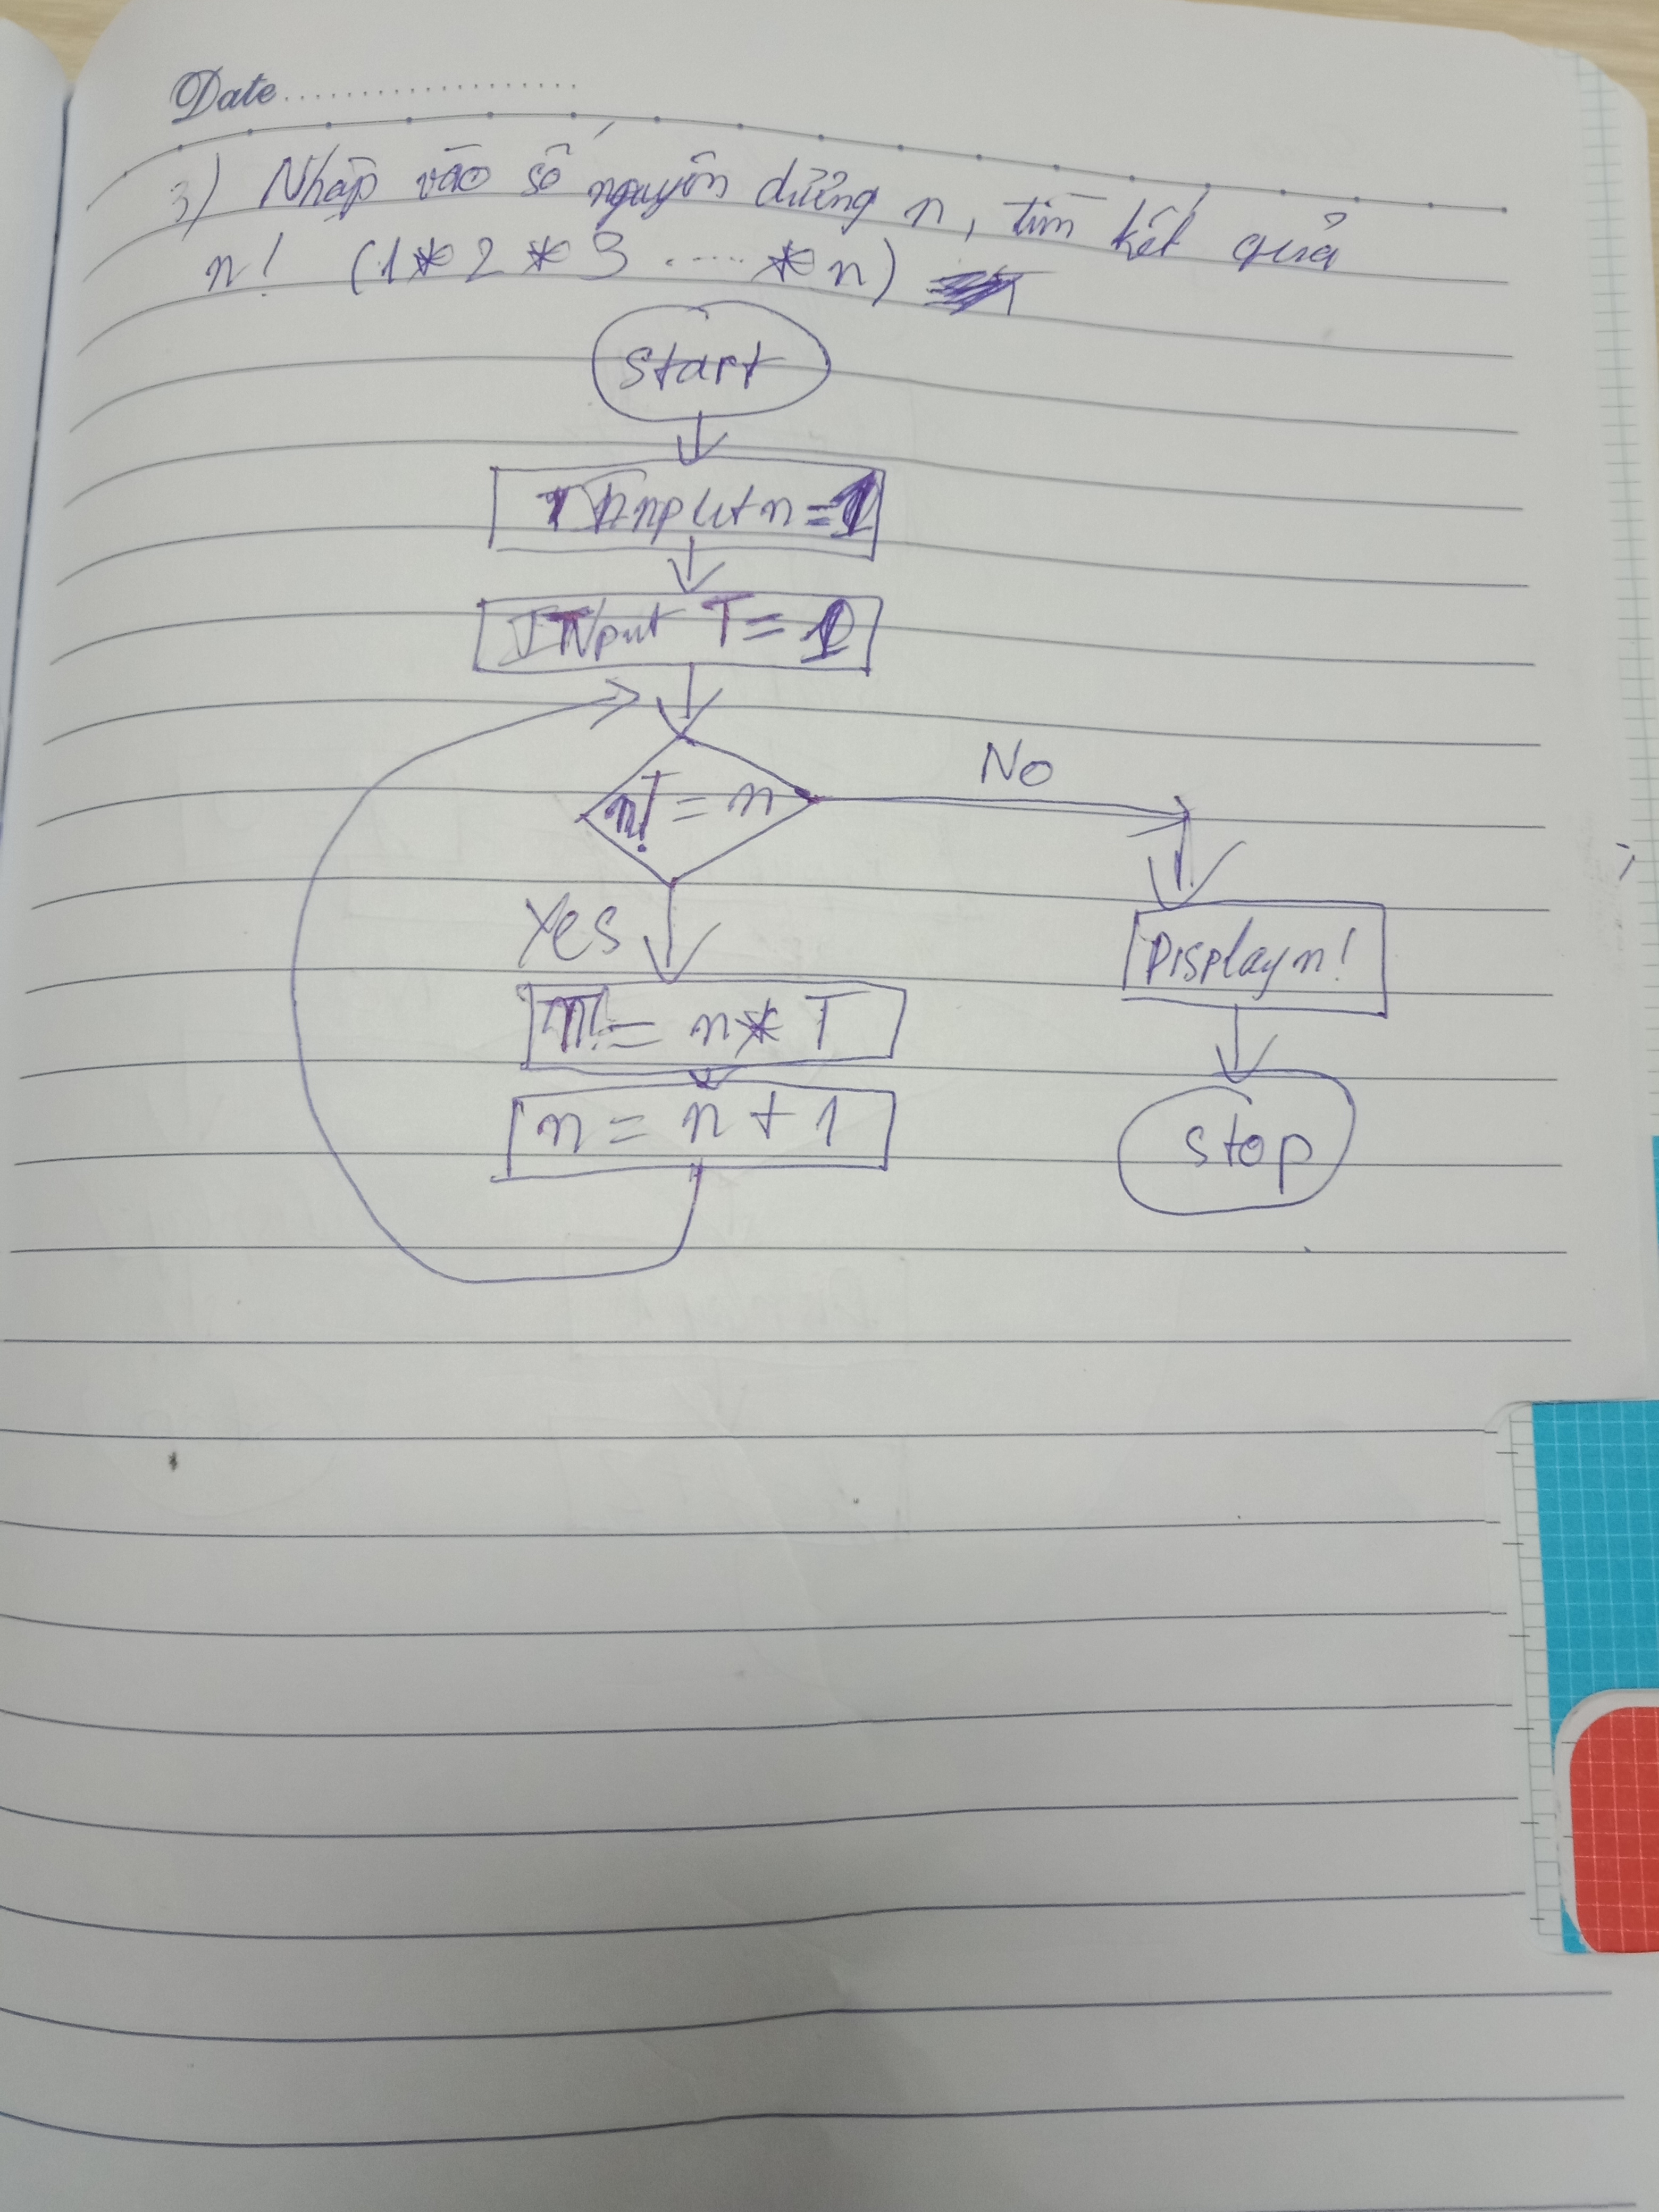 Date
3) Nhập vào số nguyên dương n, tìm kết quả
n! (1*2*3 .... * n)
Start
Input n = 1
Input T = 1
n! = n
No
Yes
Display n!
n! = n * T
n = n + 1
Stop